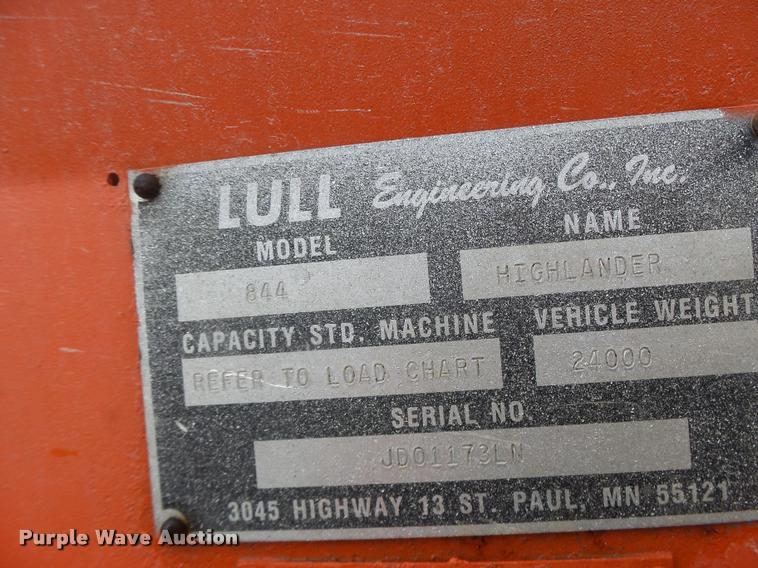 LULL Engineering Co., Inc.
MODEL NAME
844 HIGHLANDER
CAPACITY STD. MACHINE VEHICLE WEIGHT
REFER TO LOAD CHART 24000
SERIAL NO.
JD01173LN
3045 HIGHWAY 13 ST. PAUL, MN 55121
Purple Wave Auction